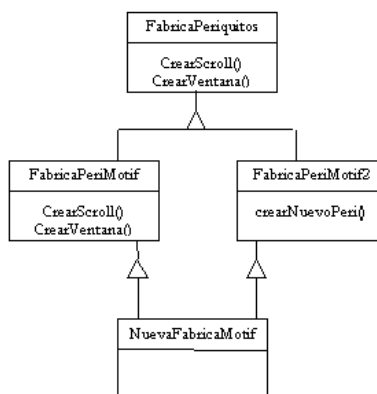 FabricaPeriquitos
CrearScroll()
CrearVentana()
FabricaPeriMotif
CrearScroll()
CrearVentana()
FabricaPeriMotif2
crearNuevoPeri()
NuevaFabricaMotif